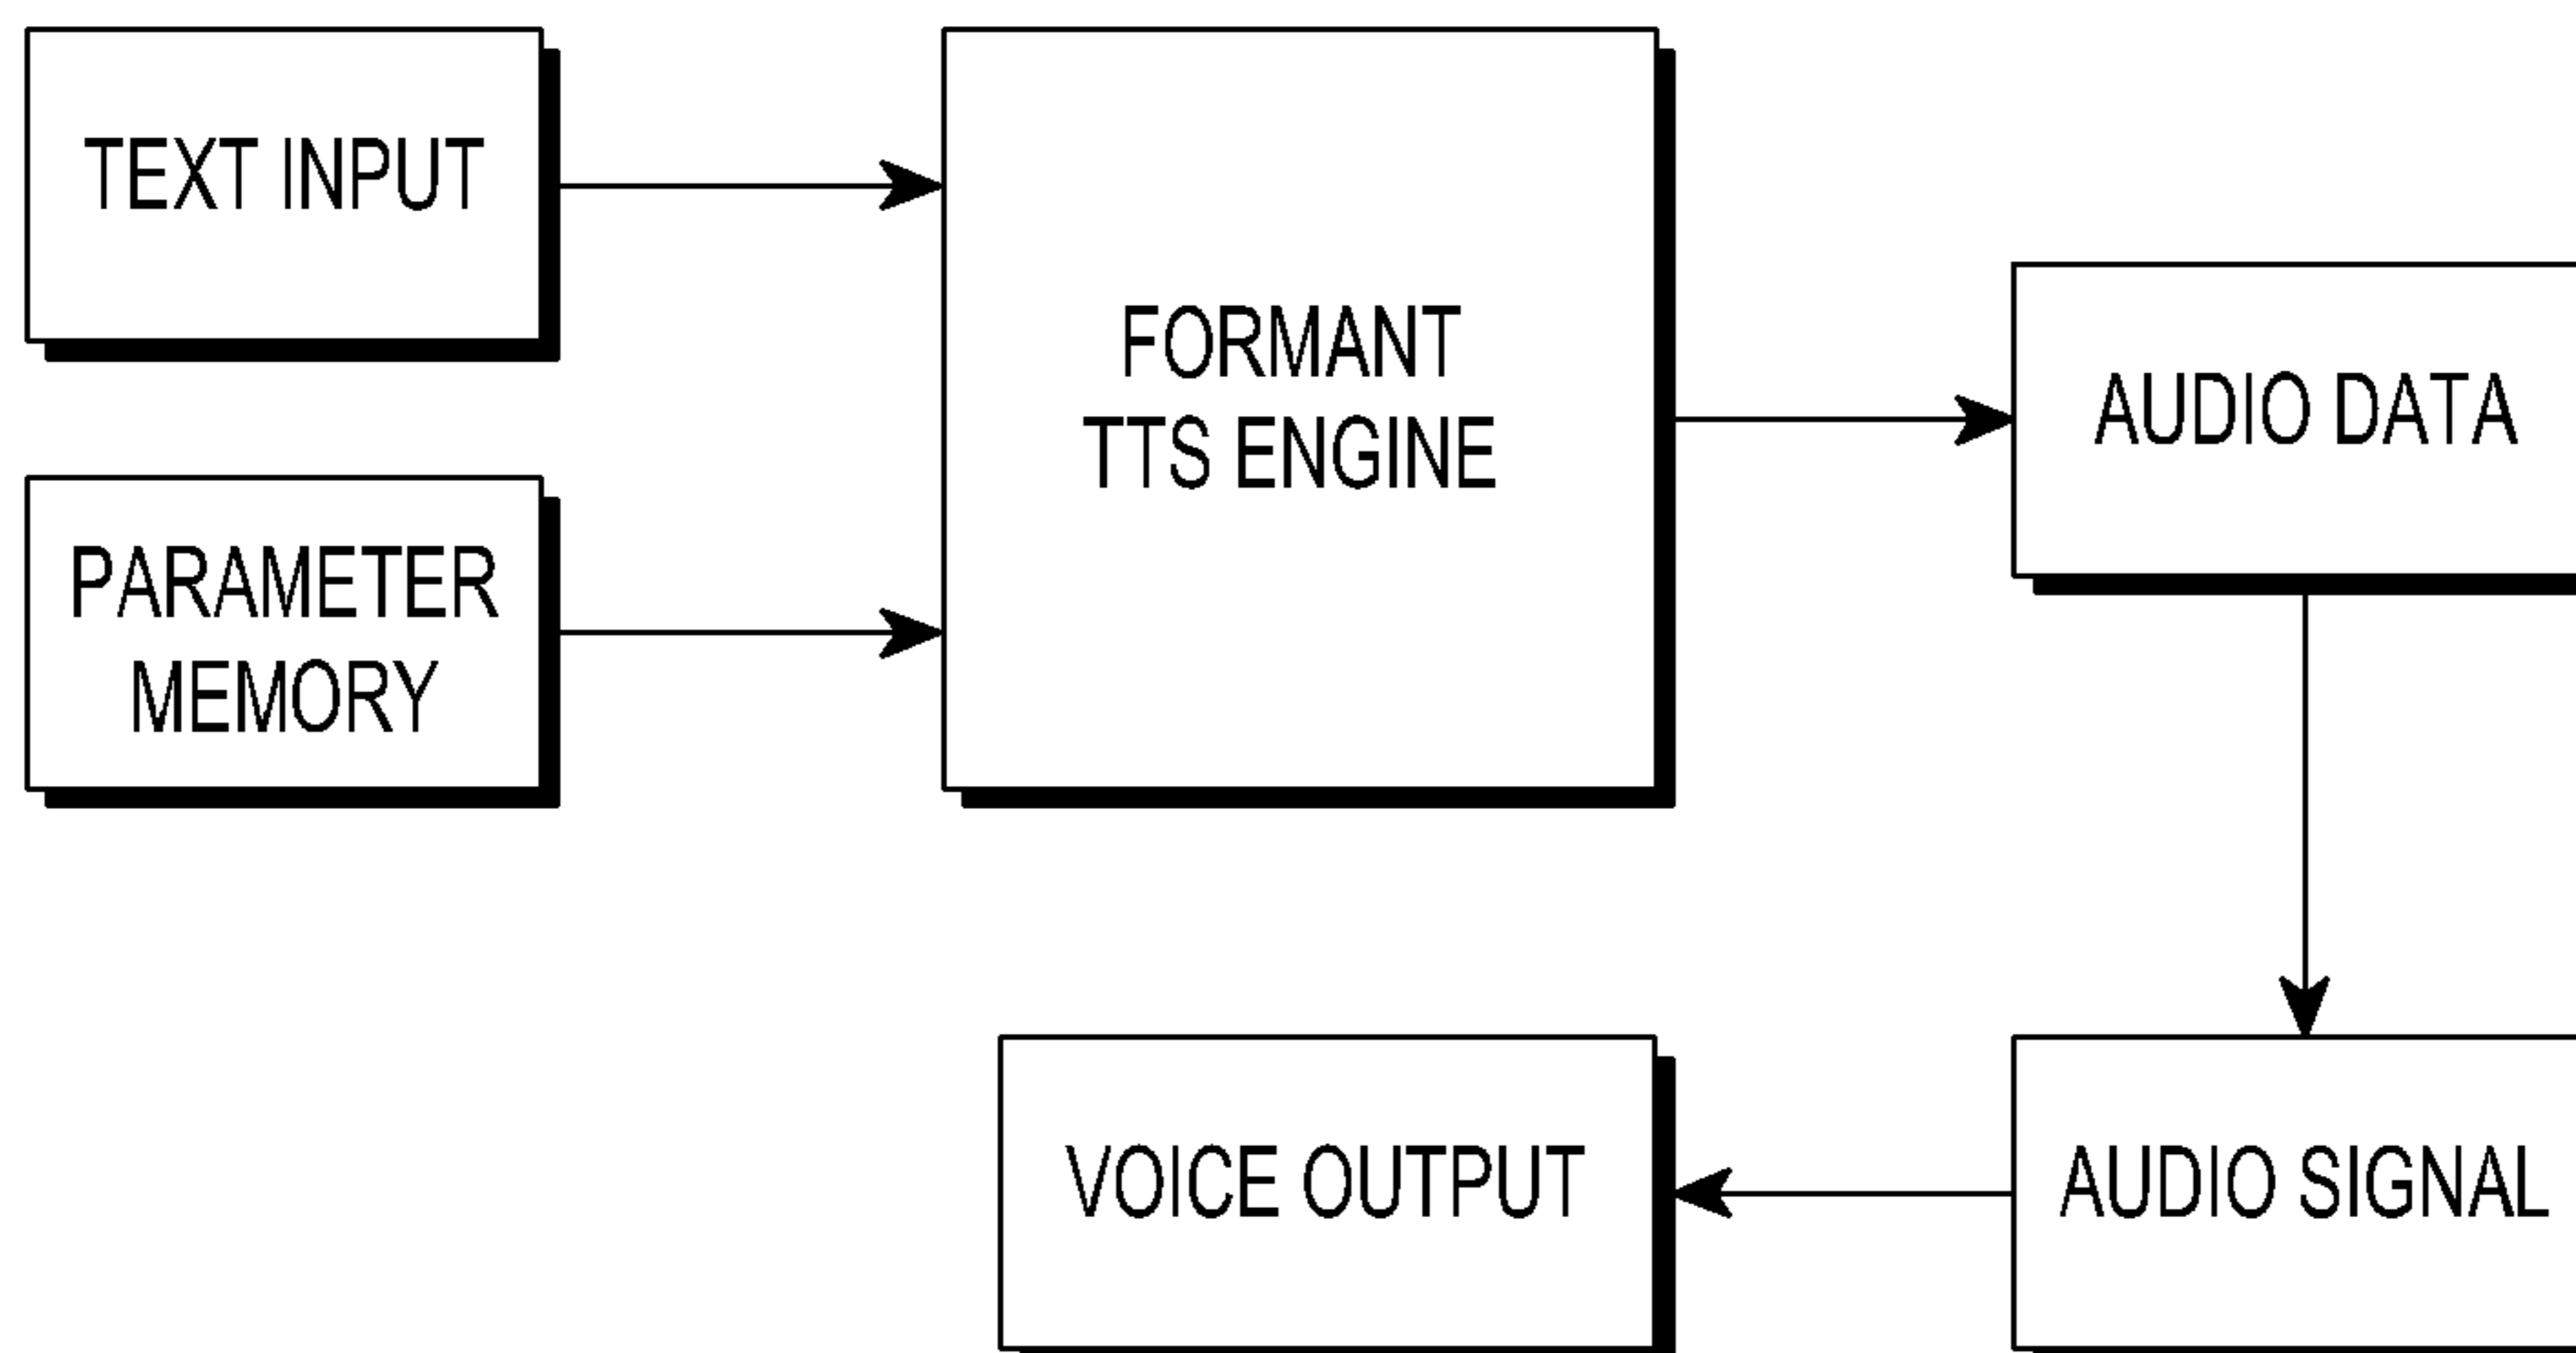 TEXT INPUT
PARAMETER
MEMORY
FORMANT
TTS ENGINE
AUDIO DATA
AUDIO SIGNAL
VOICE OUTPUT